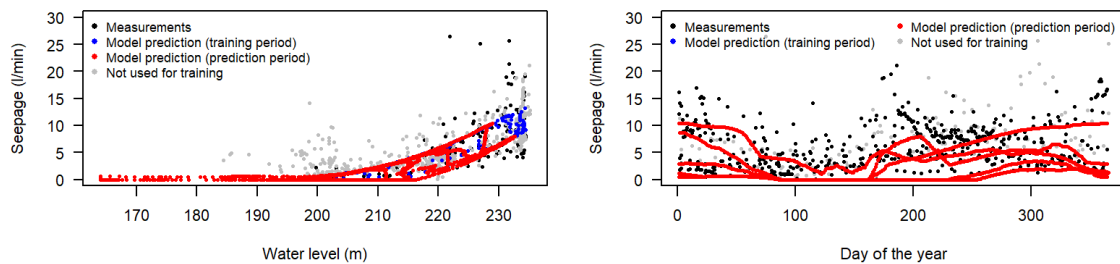 30
25
20
15
10
5
0
Seepage (l/min)
Measurements
Model prediction (training period)
Model prediction (prediction period)
Not used for training
170 180 190 200 210 220 230
Water level (m)
30
25
20
15
10
5
0
Seepage (l/min)
Measurements Model prediction (prediction period)
Model prediction (training period) Not used for training
0 100 200 300
Day of the year